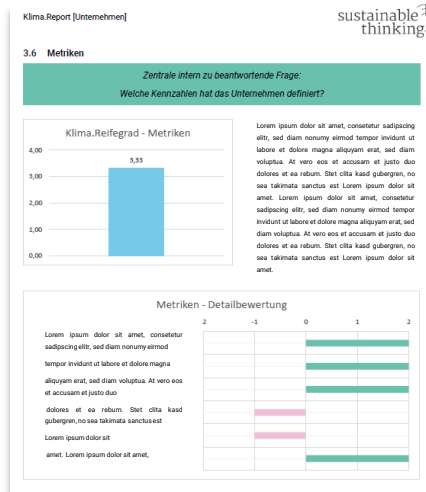 Klima.Report [Unternehmen]
sustainable
thinking
3.6 Metriken
Zentrale intern zu beantwortende Frage:
Welche Kennzahlen hat das Unternehmen definiert?
Klima.Reifegrad - Metriken
4,00
3,33
3,00
2,00
1,00
0,00
Lorem ipsum dolor sit amet, consetetur sadipscing
elitr, sed diam nonumy eirmod tempor invidunt ut
labore et dolore magna aliquyam erat, sed diam
voluptua. At vero eos et accusam et justo duo
dolores et ea rebum. Stet clita kasd gubergren, no
sea takimata sanctus est Lorem ipsum dolor sit
amet. Lorem ipsum dolor sit amet, consetetur
sadipscing elitr, sed diam nonumy eirmod tempor
invidunt ut labore et dolore magna aliquyam erat, sed
diam voluptua. At vero eos et accusam et justo duo
dolores et ea rebum. Stet clita kasd gubergren, no
sea takimata sanctus est Lorem ipsum dolor sit
amet.
Metriken - Detailbewertung
-2 -1 0 1 2
Lorem ipsum dolor sit amet, consetetur
sadipscing elitr, sed diam nonumy eirmod
tempor invidunt ut labore et dolore magna
aliquyam erat, sed diam voluptua. At vero eos
et accusam et justo duo
dolores et ea rebum. Stet clita kasd
gubergren, no sea takimata sanctus est
Lorem ipsum dolor sit
amet. Lorem ipsum dolor sit amet,